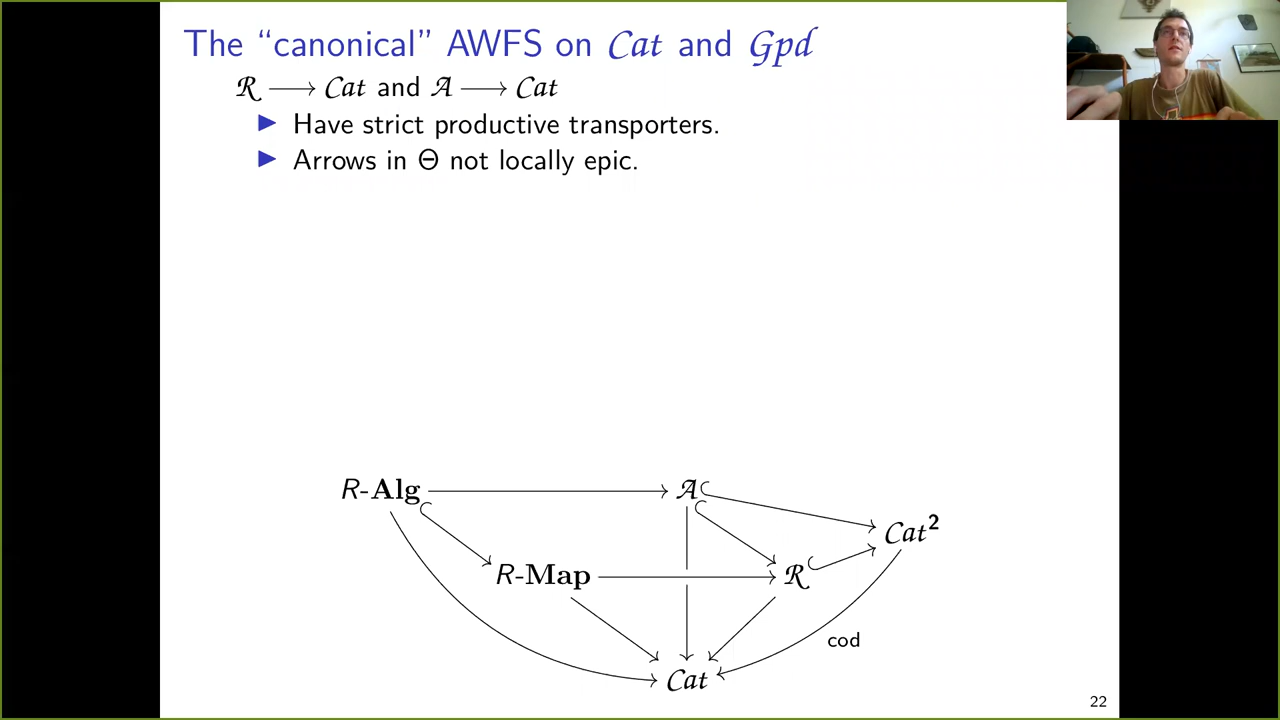 The “canonical” AWFS on Cat and Gpd
R ⟶ Cat and A ⟶ Cat
▶ Have strict productive transporters.
▶ Arrows in Θ not locally epic.
R-Alg A
Cat²
R-Map R
cod
Cat
22